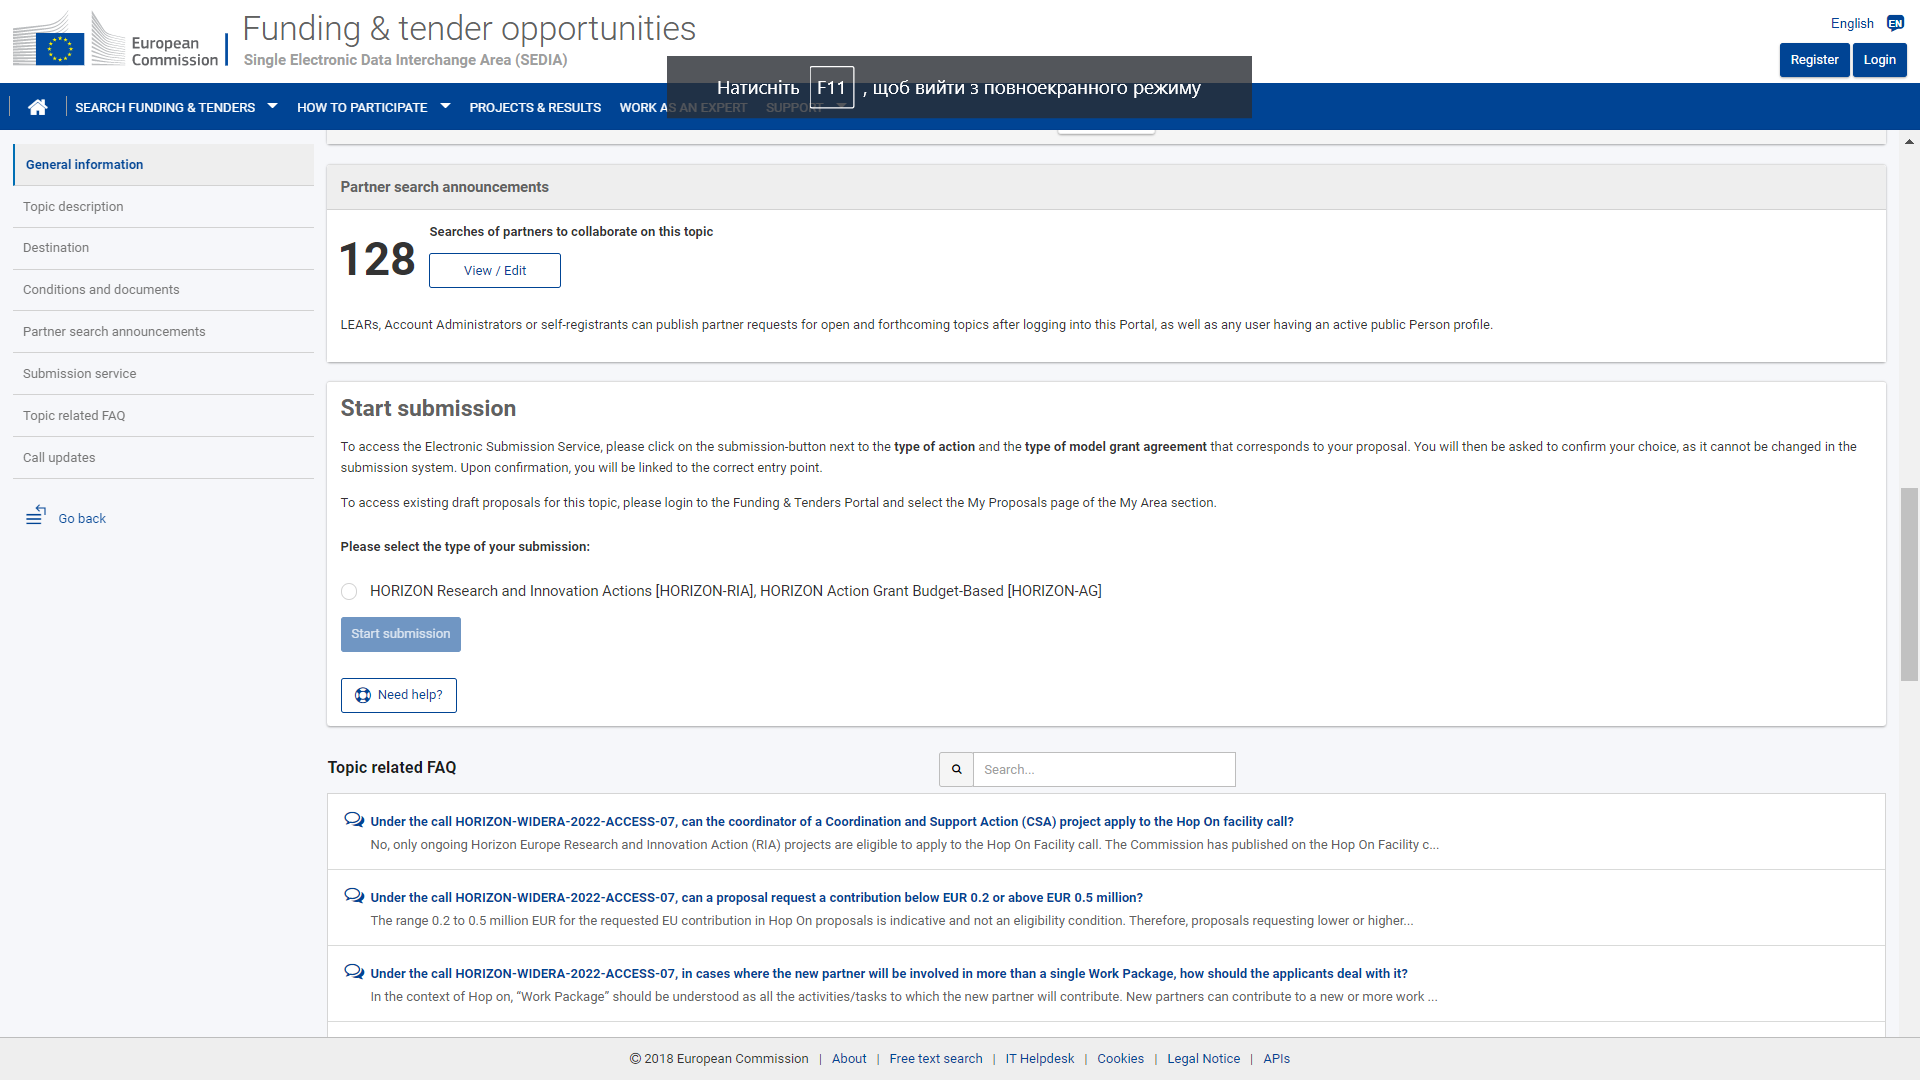 European
Commission
Funding & tender opportunities
Single Electronic Data Interchange Area (SEDIA)
English EN
Register Login
Натисніть F11 , щоб вийти з повноекранного режиму
SEARCH FUNDING & TENDERS HOW TO PARTICIPATE PROJECTS & RESULTS WORK AS AN EXPERT SUPPORT
General information
Topic description
Destination
Conditions and documents
Partner search announcements
Submission service
Topic related FAQ
Call updates
Go back
Partner search announcements
128
Searches of partners to collaborate on this topic
View / Edit
LEARs, Account Administrators or self-registrants can publish partner requests for open and forthcoming topics after logging into this Portal, as well as any user having an active public Person profile.
Start submission
To access the Electronic Submission Service, please click on the submission-button next to the type of action and the type of model grant agreement that corresponds to your proposal. You will then be asked to confirm your choice, as it cannot be changed in the
submission system. Upon confirmation, you will be linked to the correct entry point.
To access existing draft proposals for this topic, please login to the Funding & Tenders Portal and select the My Proposals page of the My Area section.
Please select the type of your submission:
HORIZON Research and Innovation Actions [HORIZON-RIA], HORIZON Action Grant Budget-Based [HORIZON-AG]
Start submission
Need help?
Topic related FAQ
Search...
Under the call HORIZON-WIDERA-2022-ACCESS-07, can the coordinator of a Coordination and Support Action (CSA) project apply to the Hop On facility call?
No, only ongoing Horizon Europe Research and Innovation Action (RIA) projects are eligible to apply to the Hop On Facility call. The Commission has published on the Hop On Facility c...
Under the call HORIZON-WIDERA-2022-ACCESS-07, can a proposal request a contribution below EUR 0.2 or above EUR 0.5 million?
The range 0.2 to 0.5 million EUR for the requested EU contribution in Hop On proposals is indicative and not an eligibility condition. Therefore, proposals requesting lower or higher...
Under the call HORIZON-WIDERA-2022-ACCESS-07, in cases where the new partner will be involved in more than a single Work Package, how should the applicants deal with it?
In the context of Hop on, “Work Package” should be understood as all the activities/tasks to which the new partner will contribute. New partners can contribute to a new or more work ...
© 2018 European Commission | About | Free text search | IT Helpdesk | Cookies | Legal Notice | APIs